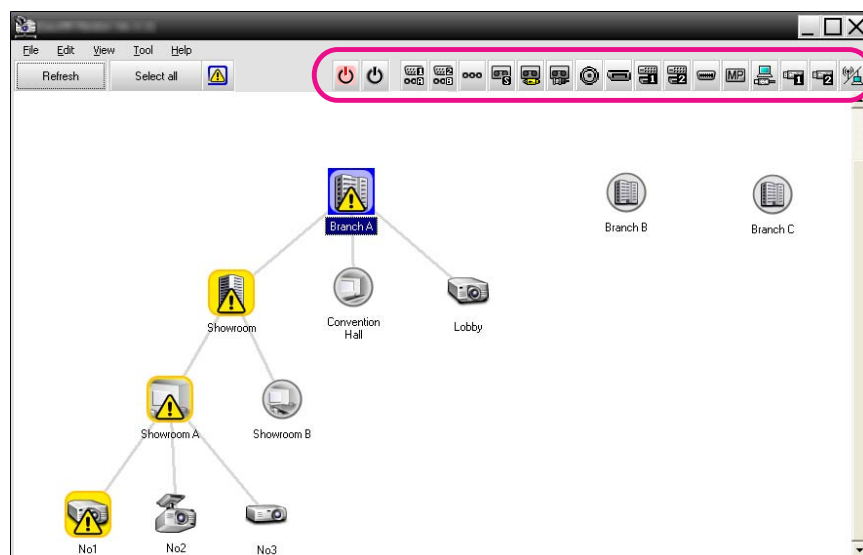 File Edit View Tool Help
Refresh Select all
MP
Branch A
Branch B
Branch C
Showroom
Convention
Hall
Lobby
Showroom A
Showroom B
No1
No2
No3